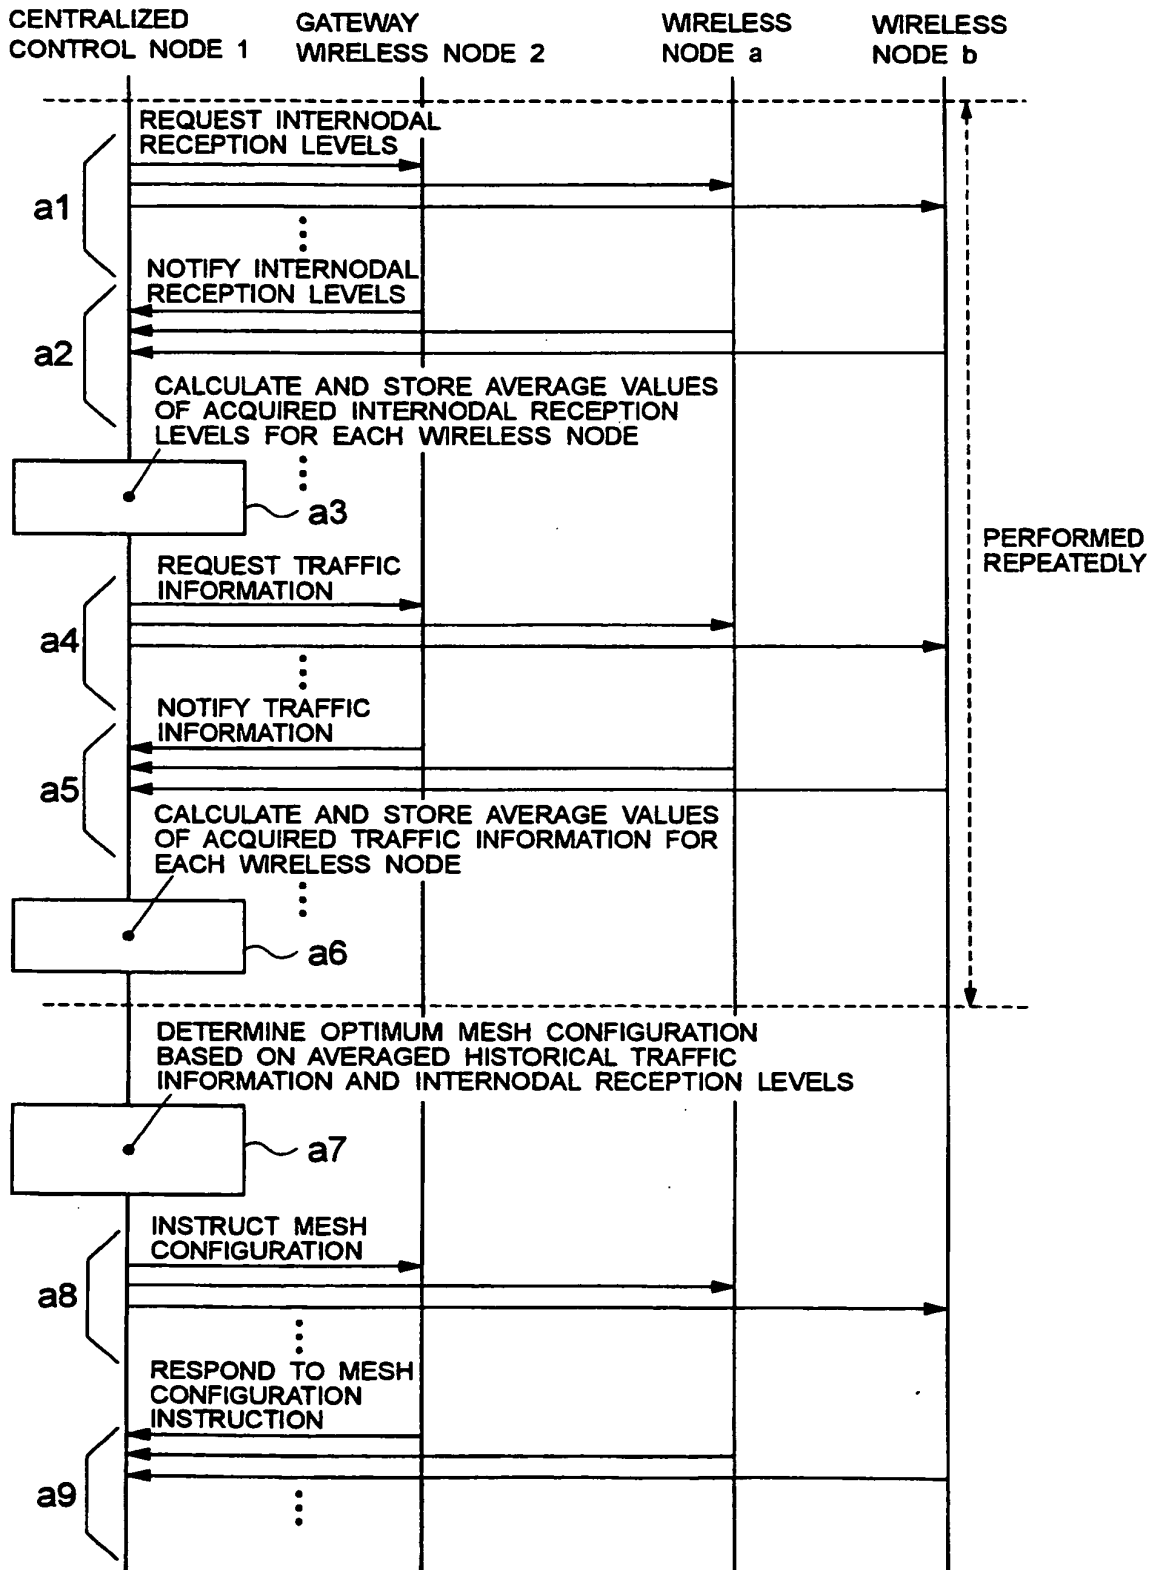 CENTRALIZED
CONTROL NODE 1
GATEWAY
WIRELESS NODE 2
WIRELESS
NODE a
WIRELESS
NODE b
REQUEST INTERNODAL
RECEPTION LEVELS
a1
NOTIFY INTERNODAL
RECEPTION LEVELS
a2
CALCULATE AND STORE AVERAGE VALUES
OF ACQUIRED INTERNODAL RECEPTION
LEVELS FOR EACH WIRELESS NODE
a3
PERFORMED
REPEATEDLY
REQUEST TRAFFIC
INFORMATION
a4
NOTIFY TRAFFIC
INFORMATION
a5
CALCULATE AND STORE AVERAGE VALUES
OF ACQUIRED TRAFFIC INFORMATION FOR
EACH WIRELESS NODE
a6
DETERMINE OPTIMUM MESH CONFIGURATION
BASED ON AVERAGED HISTORICAL TRAFFIC
INFORMATION AND INTERNODAL RECEPTION LEVELS
a7
INSTRUCT MESH
CONFIGURATION
a8
RESPOND TO MESH
CONFIGURATION
INSTRUCTION
a9